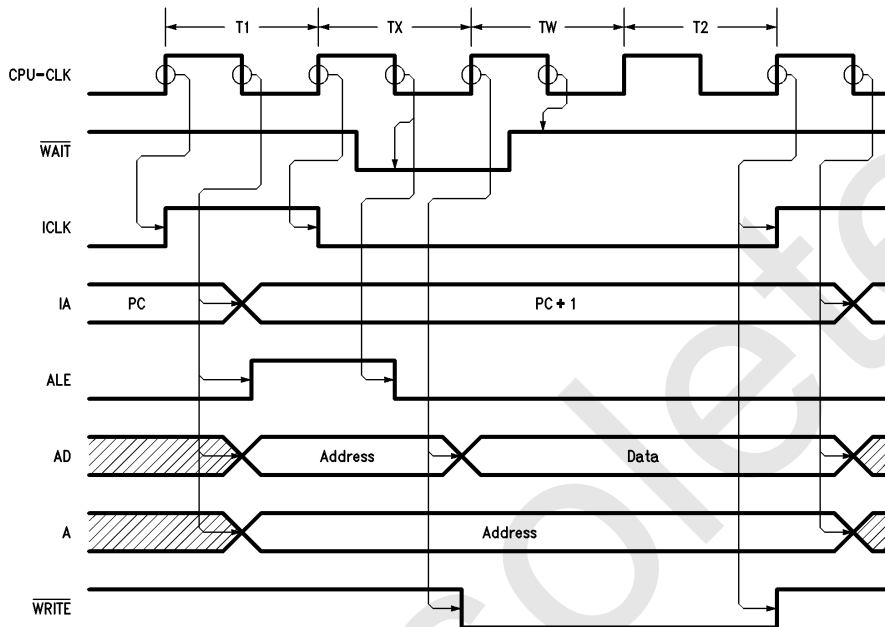 T1 TX TW T2
CPU-CLK
WAIT
ICLK
IA PC PC + 1
ALE
AD Address Data
A Address
WRITE